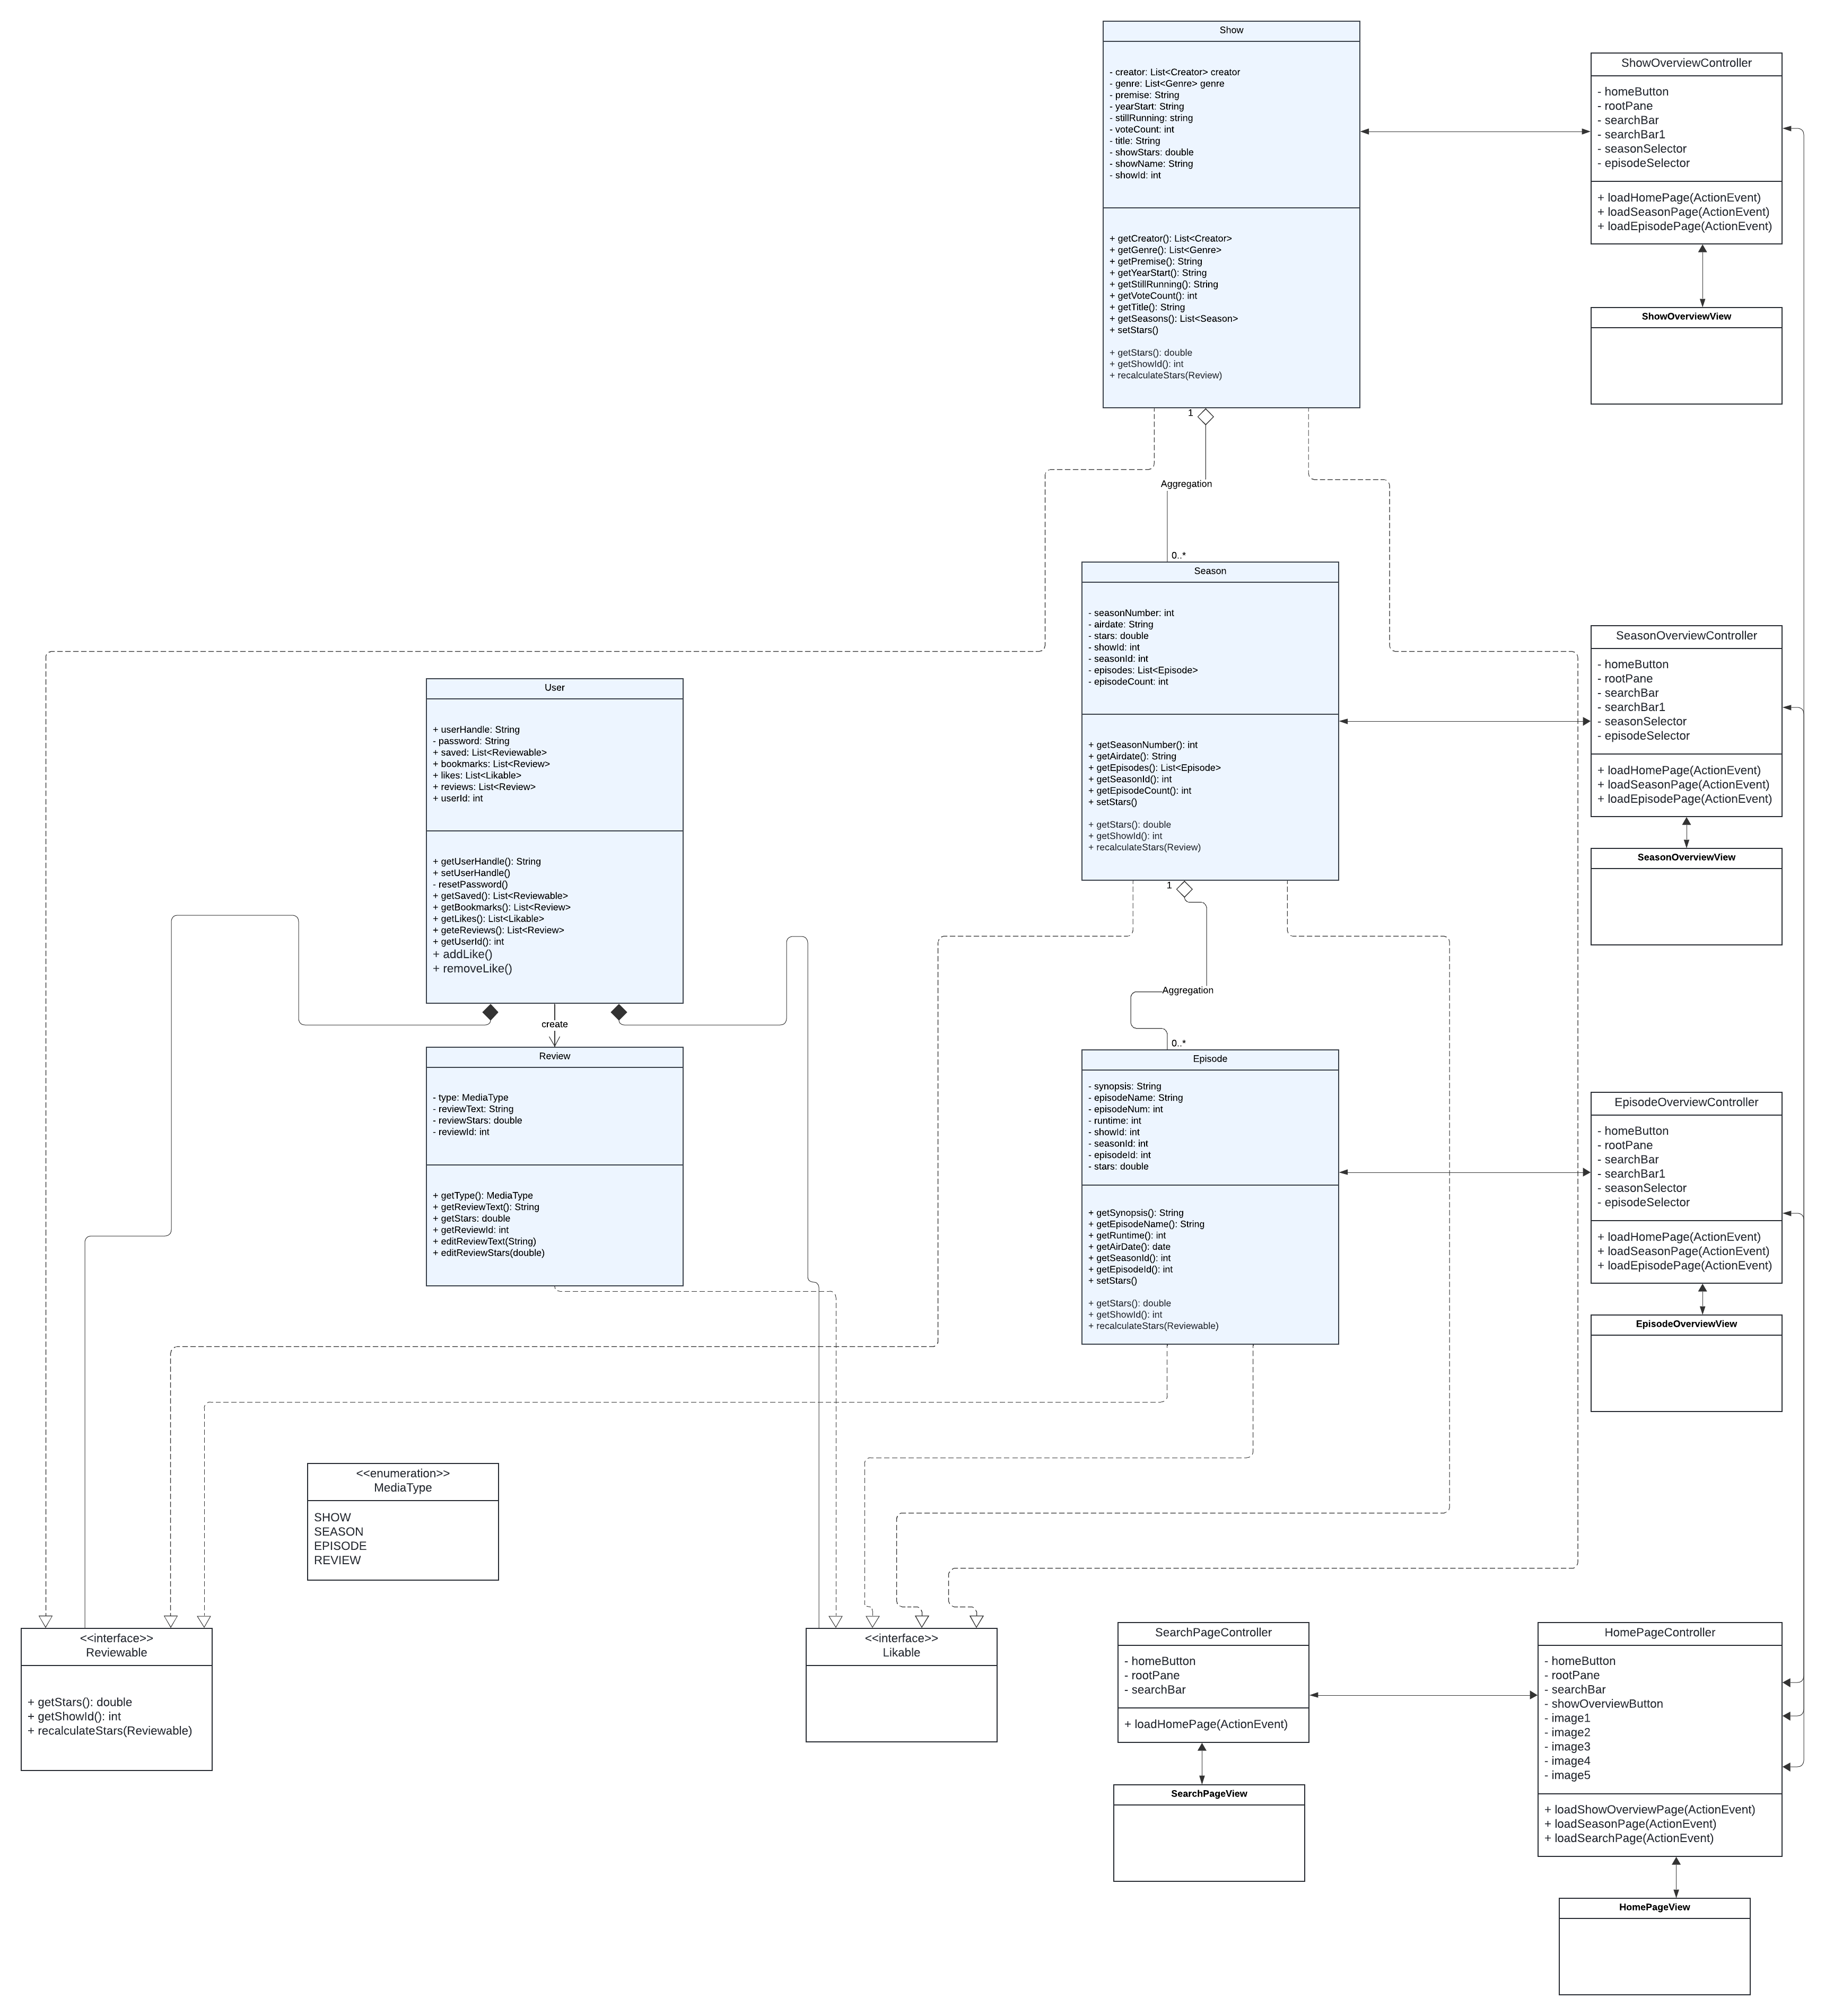 Show
- creator: List<Creator> creator
- genre: List<Genre> genre
- premise: String
- yearStart: String
- stillRunning: string
- voteCount: int
- title: String
- showStars: double
- showName: String
- showId: int
+ getCreator(): List<Creator>
+ getGenre(): List<Genre>
+ getPremise(): String
+ getYearStart(): String
+ getStillRunning(): String
+ getVoteCount(): int
+ getTitle(): String
+ getSeasons(): List<Season>
+ setStars()
+ getStars(): double
+ getShowId(): int
+ recalculateStars(Review)
ShowOverviewController
- homeButton
- rootPane
- searchBar
- searchBar1
- seasonSelector
- episodeSelector
+ loadHomePage(ActionEvent)
+ loadSeasonPage(ActionEvent)
+ loadEpisodePage(ActionEvent)
ShowOverviewView
1
Aggregation
0..*
Season
- seasonNumber: int
- airdate: String
- stars: double
- showId: int
- seasonId: int
- episodes: List<Episode>
- episodeCount: int
+ getSeasonNumber(): int
+ getAirdate(): String
+ getEpisodes(): List<Episode>
+ getSeasonId(): int
+ getEpisodeCount(): int
+ setStars()
+ getStars(): double
+ getShowId(): int
+ recalculateStars(Review)
SeasonOverviewController
- homeButton
- rootPane
- searchBar
- searchBar1
- seasonSelector
- episodeSelector
+ loadHomePage(ActionEvent)
+ loadSeasonPage(ActionEvent)
+ loadEpisodePage(ActionEvent)
SeasonOverviewView
User
+ userHandle: String
- password: String
+ saved: List<Reviewable>
+ bookmarks: List<Review>
+ likes: List<Likable>
+ reviews: List<Review>
+ userId: int
+ getUserHandle(): String
+ setUserHandle()
- resetPassword()
+ getSaved(): List<Reviewable>
+ getBookmarks(): List<Review>
+ getLikes(): List<Likable>
+ geteReviews(): List<Review>
+ getUserId(): int
+ addLike()
+ removeLike()
create
Review
- type: MediaType
- reviewText: String
- reviewStars: double
- reviewId: int
+ getType(): MediaType
+ getReviewText(): String
+ getStars: double
+ getReviewId: int
+ editReviewText(String)
+ editReviewStars(double)
1
Aggregation
0..*
Episode
- synopsis: String
- episodeName: String
- episodeNum: int
- runtime: int
- showId: int
- seasonId: int
- episodeId: int
- stars: double
+ getSynopsis(): String
+ getEpisodeName(): String
+ getRuntime(): int
+ getAirDate(): date
+ getSeasonId(): int
+ getEpisodeId(): int
+ setStars()
+ getStars(): double
+ getShowId(): int
+ recalculateStars(Reviewable)
EpisodeOverviewController
- homeButton
- rootPane
- searchBar
- searchBar1
- seasonSelector
- episodeSelector
+ loadHomePage(ActionEvent)
+ loadSeasonPage(ActionEvent)
+ loadEpisodePage(ActionEvent)
EpisodeOverviewView
<<enumeration>>
MediaType
SHOW
SEASON
EPISODE
REVIEW
<<interface>>
Reviewable
+ getStars(): double
+ getShowId(): int
+ recalculateStars(Reviewable)
<<interface>>
Likable
SearchPageController
- homeButton
- rootPane
- searchBar
+ loadHomePage(ActionEvent)
SearchPageView
HomePageController
- homeButton
- rootPane
- searchBar
- showOverviewButton
- image1
- image2
- image3
- image4
- image5
+ loadShowOverviewPage(ActionEvent)
+ loadSeasonPage(ActionEvent)
+ loadSearchPage(ActionEvent)
HomePageView